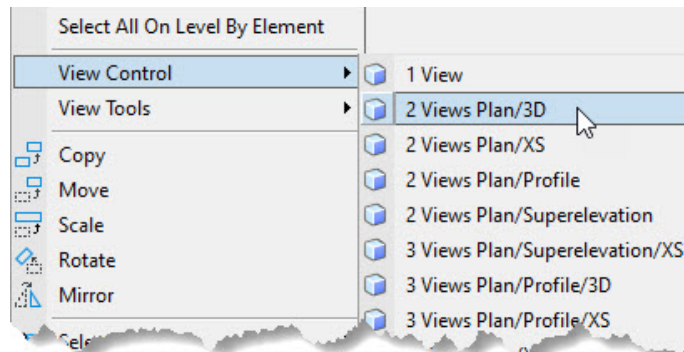 Select All On Level By Element
View Control
View Tools
Copy
Move
Scale
Rotate
Mirror
1 View
2 Views Plan/3D
2 Views Plan/XS
2 Views Plan/Profile
2 Views Plan/Superelevation
3 Views Plan/Superelevation/XS
3 Views Plan/Profile/3D
3 Views Plan/Profile/XS